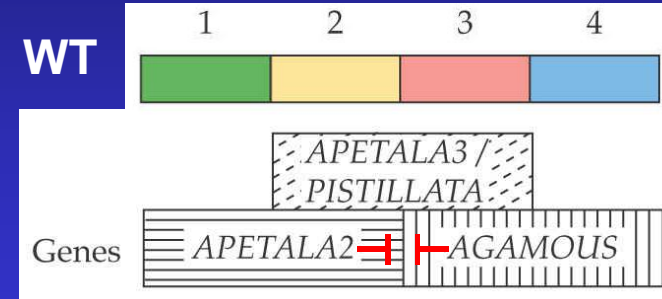 WT
1 2 3 4
APETALA3 /
PISTILLATA
Genes APETALA2 AGAMOUS